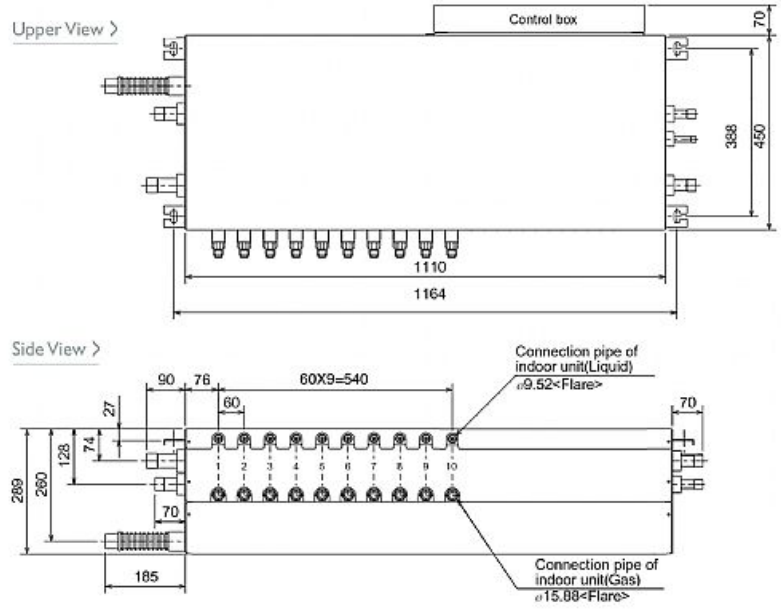 Upper View >
Control box
70
388
450
1110
1164
Side View >
Connection pipe of
indoor unit(Liquid)
ø9.52<Flare>
90
76
60X9=540
60
70
27
74
128
260
289
1 2 3 4 5 6 7 8 9 10
70
185
Connection pipe of
indoor unit(Gas)
ø15.88<Flare>